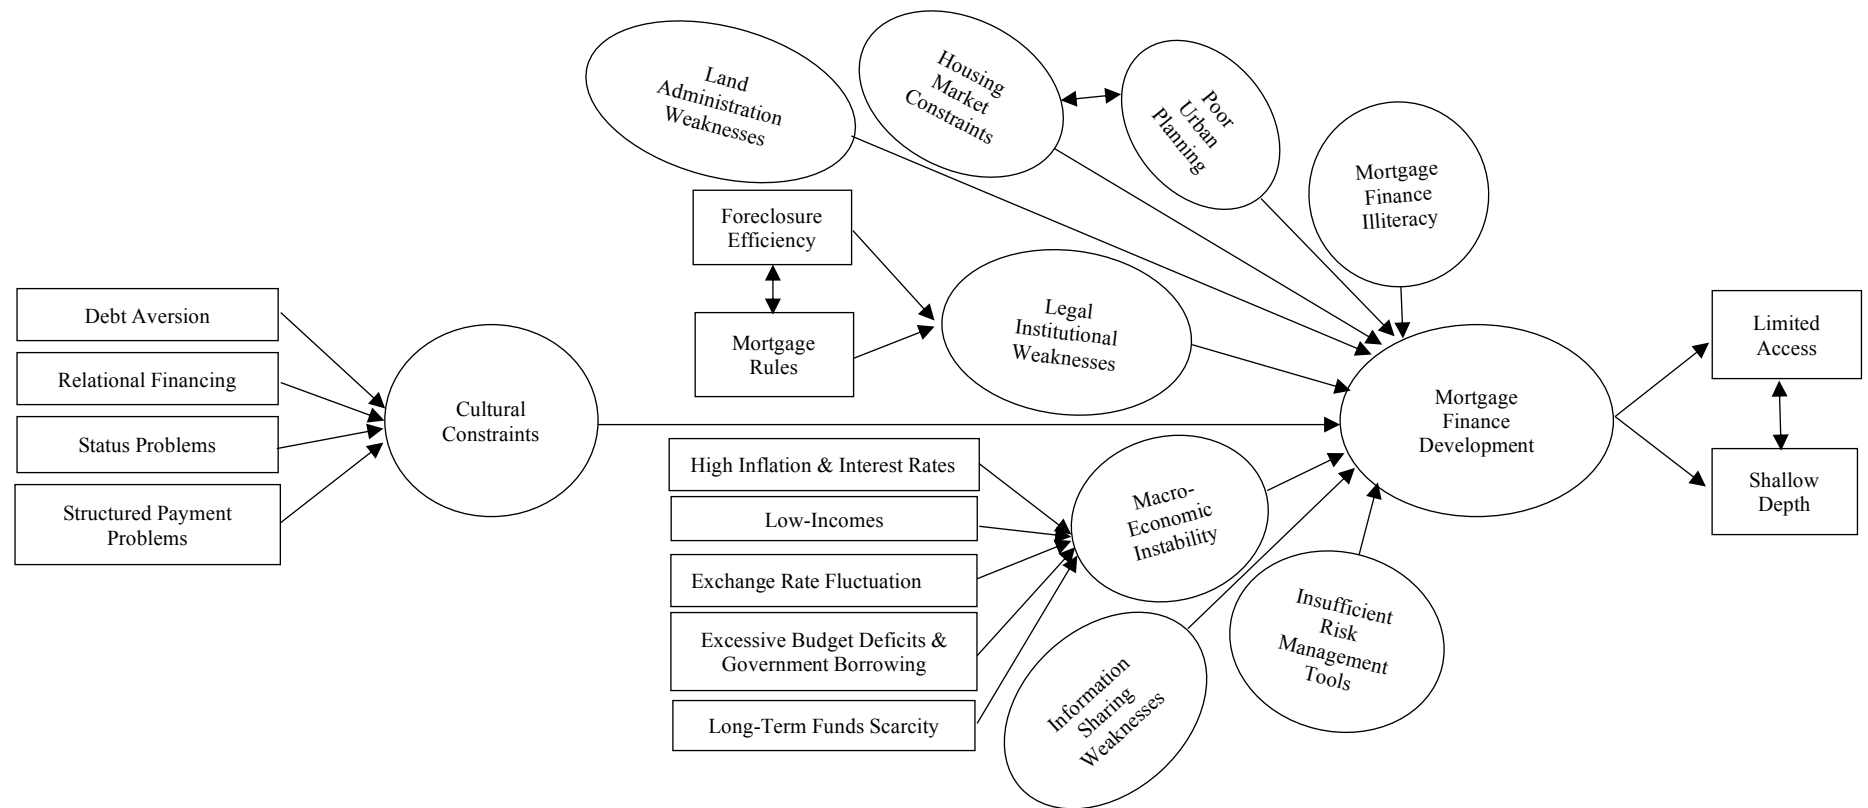 Land
Administration
Weaknesses
Housing
Market
Constraints
Poor
Urban
Planning
Mortgage
Finance
Illiteracy
Foreclosure
Efficiency
Mortgage
Rules
Legal
Institutional
Weaknesses
Debt Aversion
Relational Financing
Status Problems
Structured Payment
Problems
Cultural
Constraints
High Inflation & Interest Rates
Low-Incomes
Exchange Rate Fluctuation
Excessive Budget Deficits &
Government Borrowing
Long-Term Funds Scarcity
Macro-
Economic
Instability
Information
Sharing
Weaknesses
Insufficient
Risk
Management
Tools
Mortgage
Finance
Development
Limited
Access
Shallow
Depth